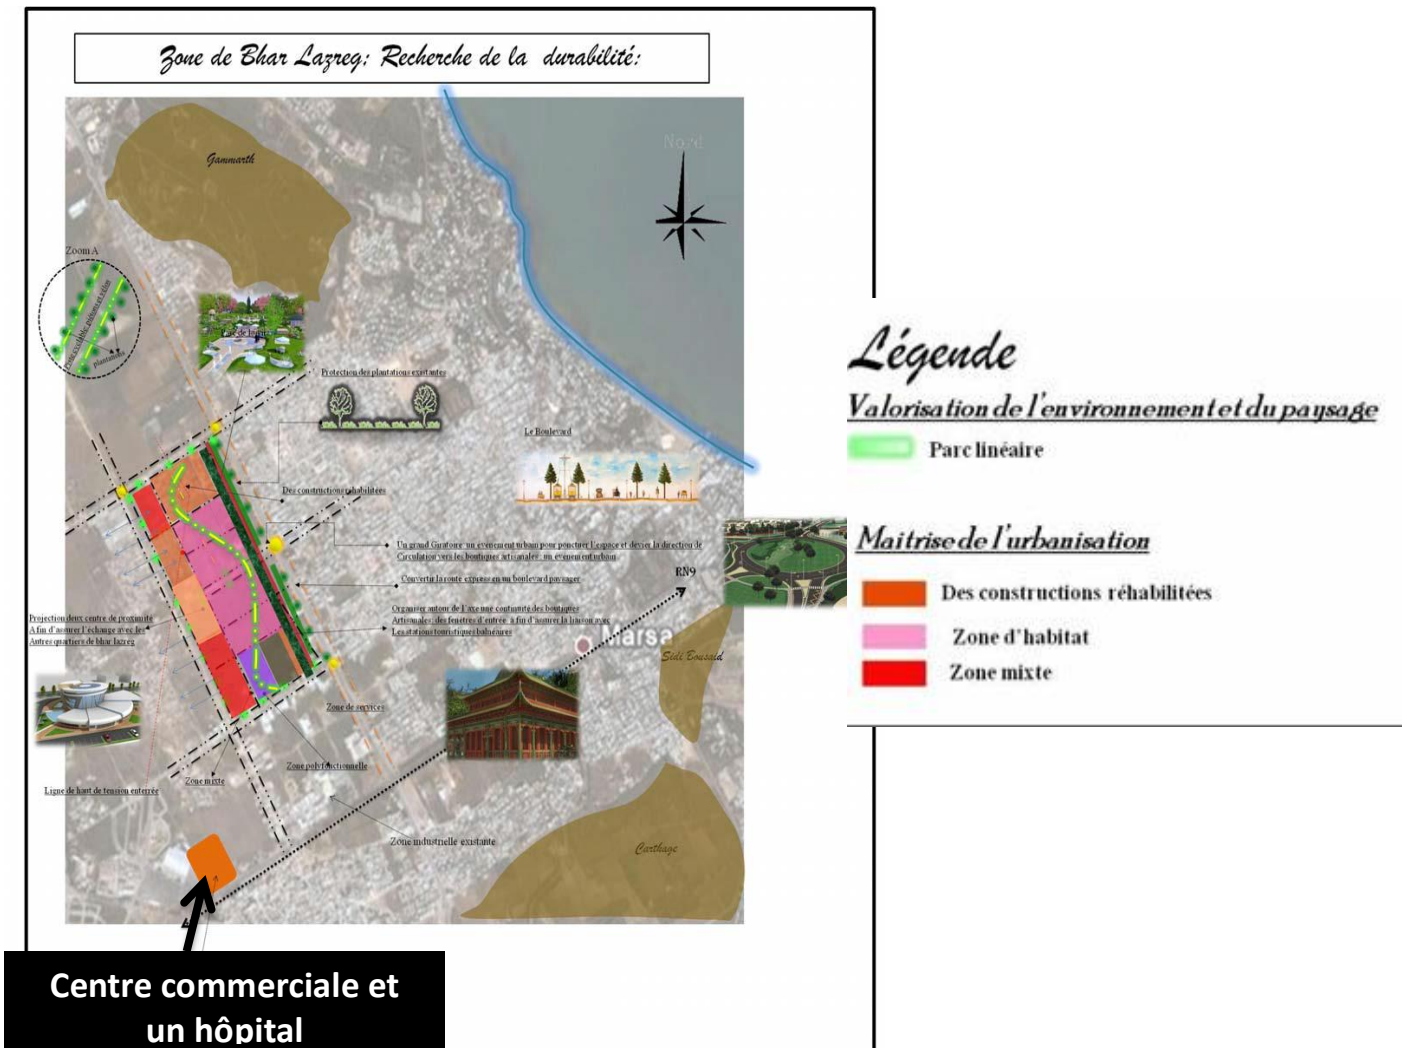 Zone de Bhar Lazreg: Recherche de la durabilité:
Nord
Gammarth
Zoom A
plantations
Protection des plantations existantes
Le Boulevard
Des constructions réhabilitées
Un grand Giratoire: un évènement urbain pour ponctuer l'espace et devier la direction de
Circulation vers les boutiques artisanales: un évènement urbain
Convertir la route express en un boulevard paysager
RN9
Organiser autour de l'axe une continuité des boutiques
Artisanales; des fenêtres d'entrée à fin d'assurer la liaison avec
Les stations touristiques balnéaires
Projection deux centre de proximité
A fin d'assurer l'échange avec les
Autres quartiers de bhar lazreg
Marsa
Sidi Bousaid
Zone de services
Zone polyfonctionnelle
Zone mixte
Ligne de haut de tension enterrée
Zone industrielle existante
Carthage
Centre commerciale et
un hôpital
Légende
Valorisation de l'environnement et du paysage
Parc linéaire
Maitrise de l'urbanisation
Des constructions réhabilitées
Zone d'habitat
Zone mixte